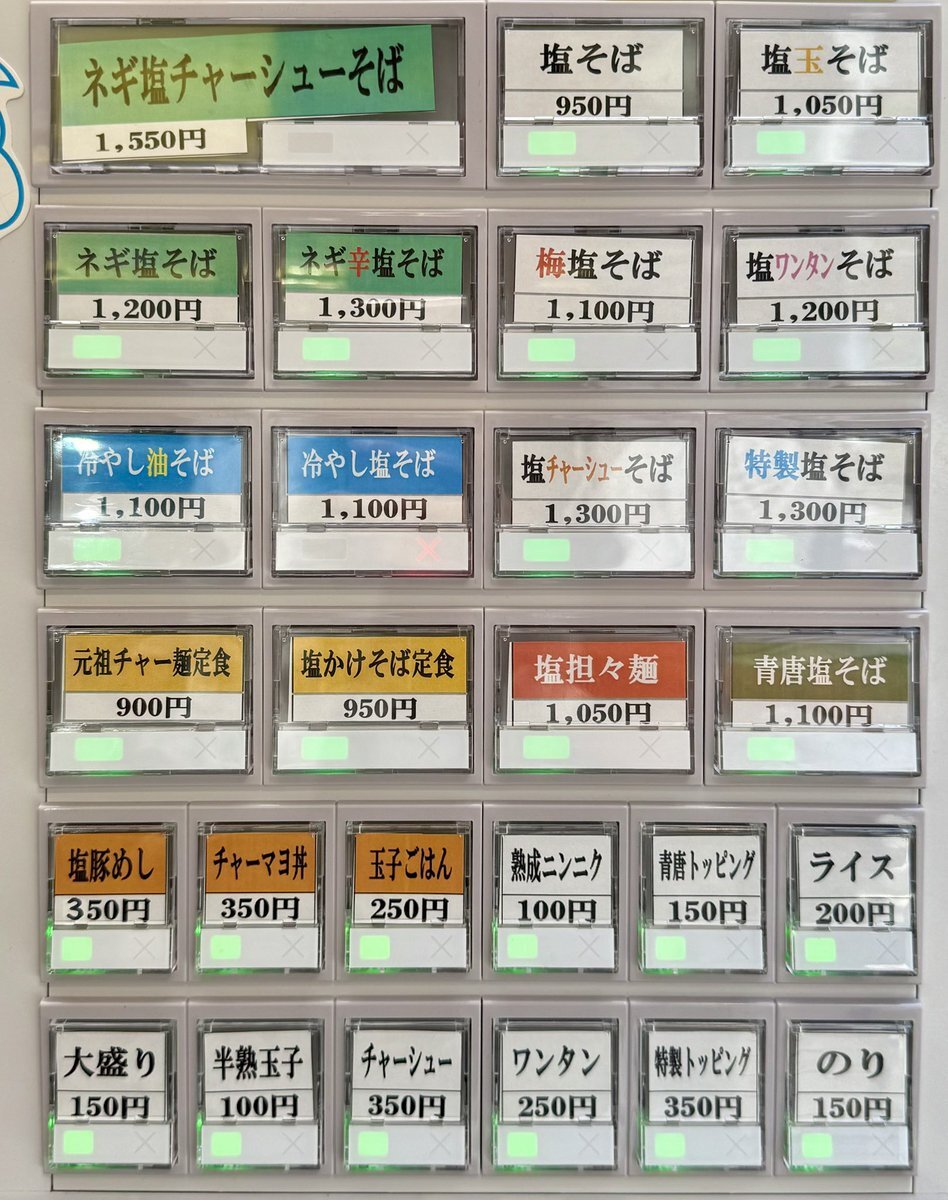 ネギ塩チャーシューそば
1,550円
塩そば
950円
塩玉そば
1,050円
ネギ塩そば
1,200円
ネギ辛塩そば
1,300円
梅塩そば
1,100円
塩ワンタンそば
1,200円
冷やし油そば
1,100円
冷やし塩そば
1,100円
塩チャーシューそば
1,300円
特製塩そば
1,300円
元祖チャー麺定食
900円
塩かけそば定食
950円
塩担々麺
1,050円
青唐塩そば
1,100円
塩豚めし
350円
チャーマヨ丼
350円
玉子ごはん
250円
熟成ニンニク
100円
青唐トッピング
150円
ライス
200円
大盛り
150円
半熟玉子
100円
チャーシュー
350円
ワンタン
250円
特製トッピング
350円
のり
150円